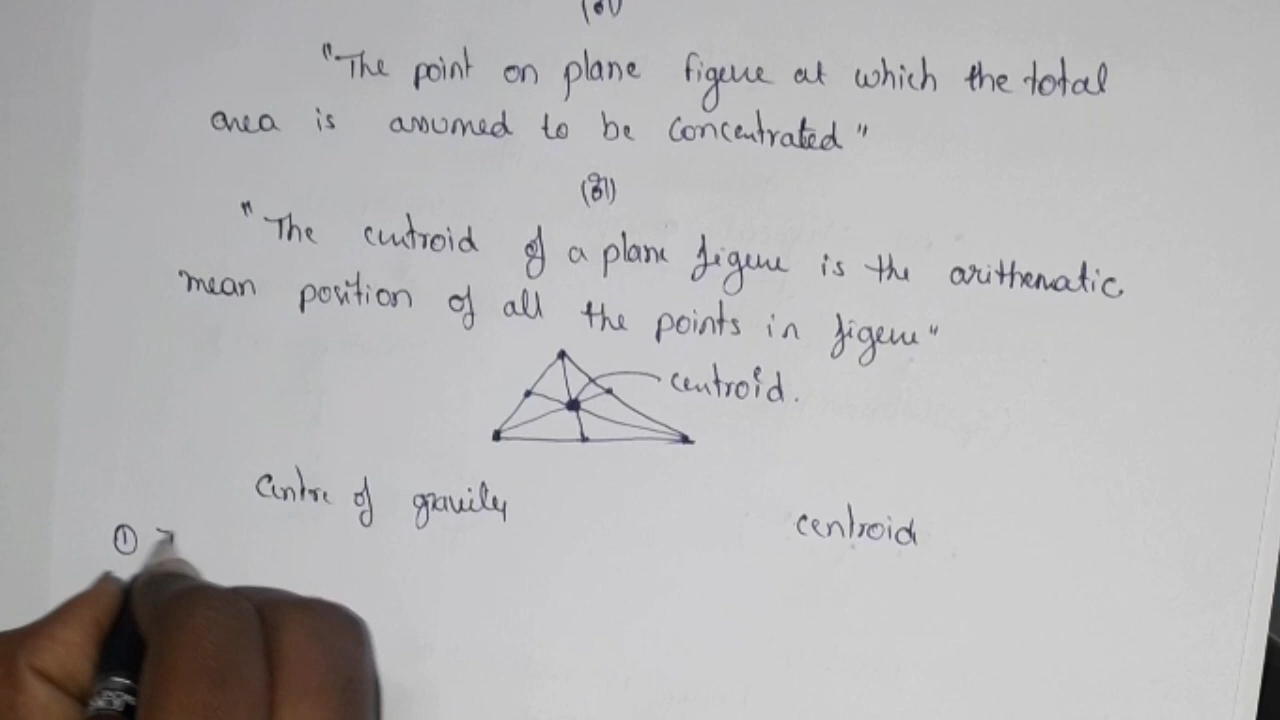 (or)
"The point on plane figure at which the total
area is assumed to be concentrated"
(or)
"The centroid of a plane figure is the arithematic
mean position of all the points in figure"
centroid.
Centre of gravity
centroid
①